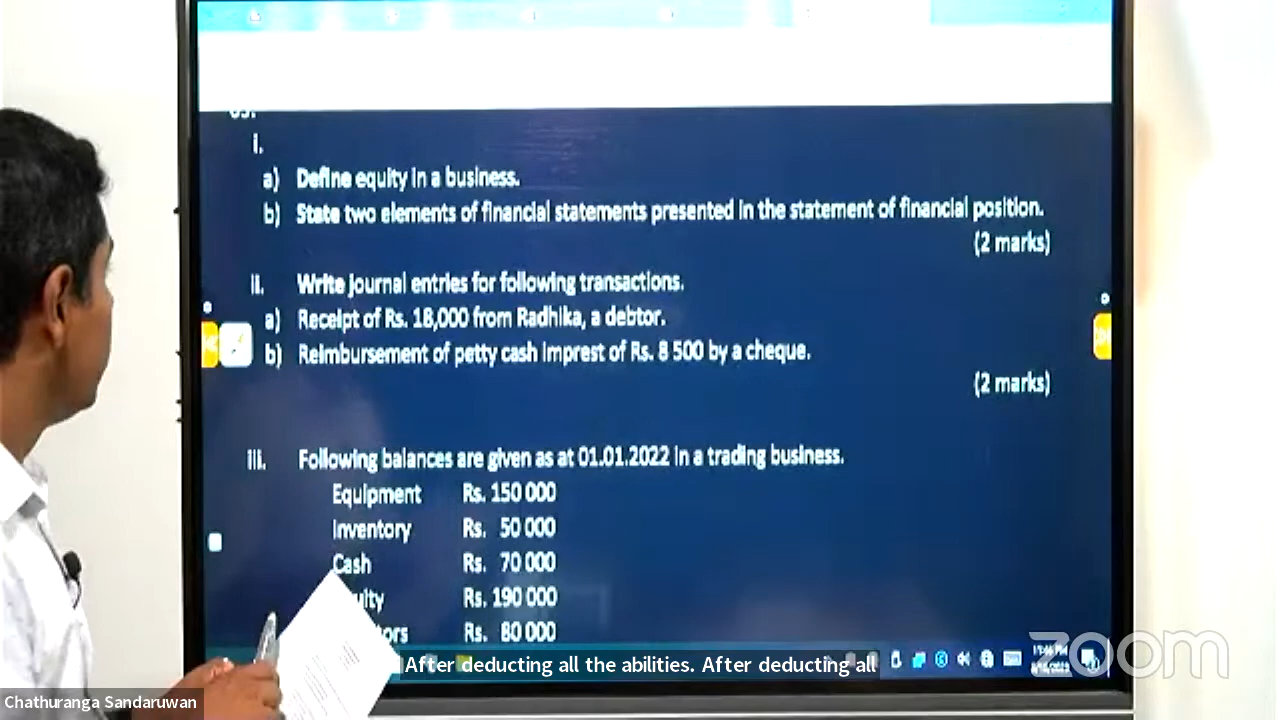 i.
a) Define equity in a business.
b) State two elements of financial statements presented in the statement of financial position.
(2 marks)
ii. Write journal entries for following transactions.
a) Receipt of Rs. 18,000 from Radhika, a debtor.
b) Reimbursement of petty cash imprest of Rs. 8 500 by a cheque.
(2 marks)
iii. Following balances are given as at 01.01.2022 in a trading business.
Equipment Rs. 150 000
Inventory Rs. 50 000
Cash Rs. 70 000
Rs. 190 000
Rs. 80 000
After deducting all the abilities. After deducting all
zoom
Chathuranga Sandaruwan